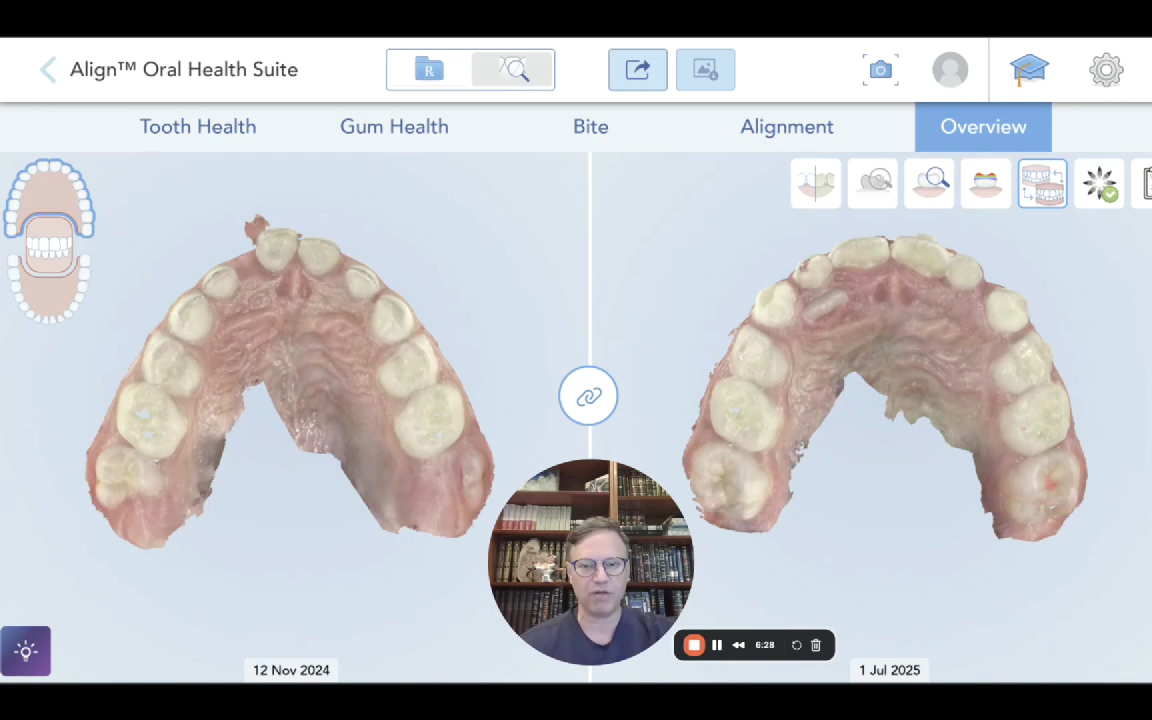 Align™ Oral Health Suite
R
Tooth Health
Gum Health
Bite
Alignment
Overview
6:28
12 Nov 2024
1 Jul 2025